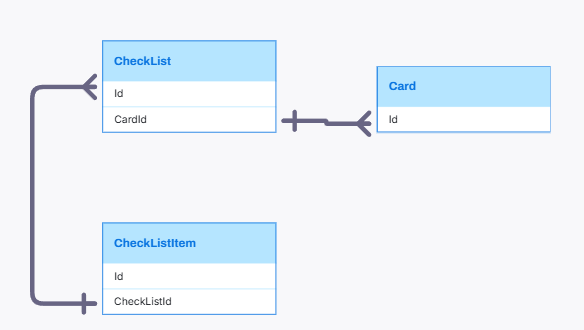 CheckList
Id
CardId
Card
Id
CheckListItem
Id
CheckListId